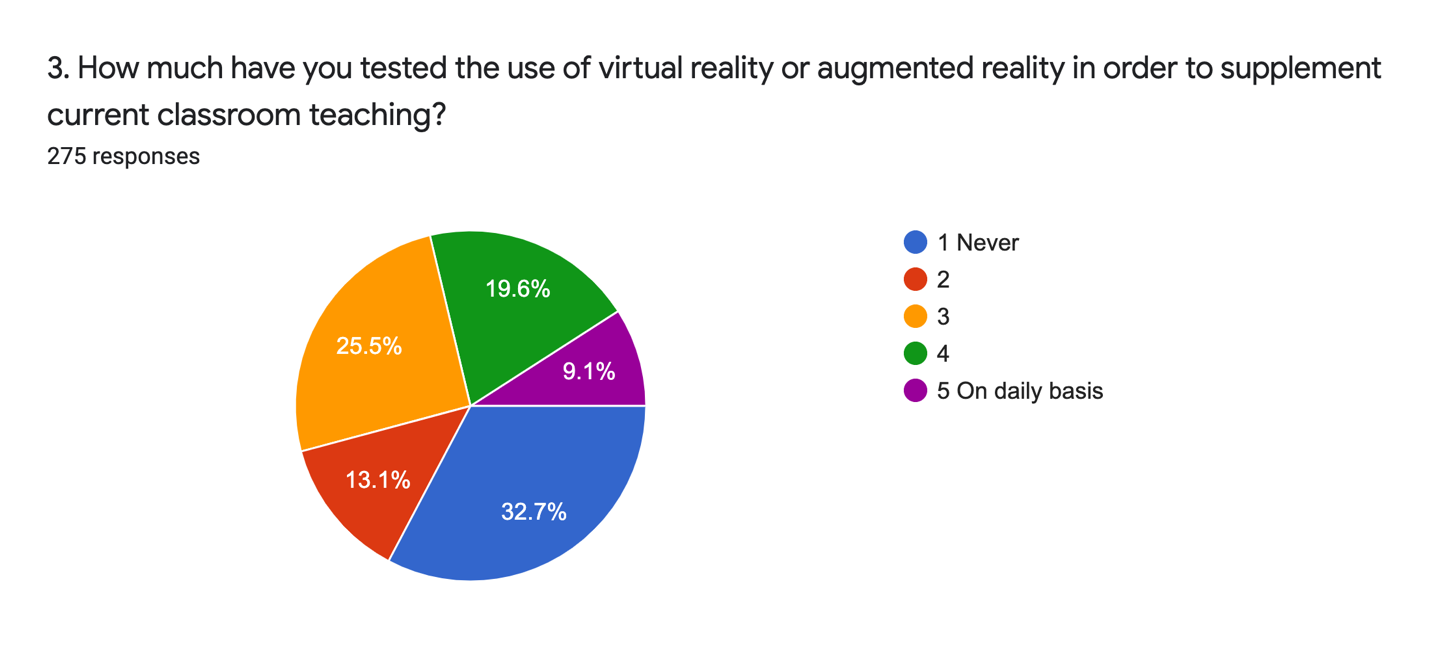 3. How much have you tested the use of virtual reality or augmented reality in order to supplement
current classroom teaching?
275 responses
19.6%
25.5%
9.1%
13.1%
32.7%
1 Never
2
3
4
5 On daily basis